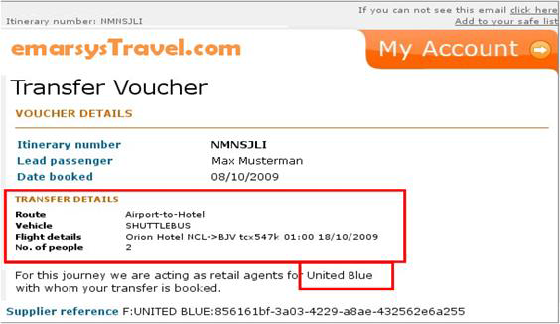 If you can not see this email click here
Itinerary number: NMNSJLI
Add to your safe list
emarsysTravel.com
My Account
Transfer Voucher
VOUCHER DETAILS
Itinerary number NMNSJLI
Lead passenger Max Musterman
Date booked 08/10/2009
TRANSFER DETAILS
Route Airport-to-Hotel
Vehicle SHUTTLEBUS
Flight details Orion Hotel NCL->BJV tcx547k 01:00 18/10/2009
No. of people 2
For this journey we are acting as retail agents for United Blue
with whom your transfer is booked.
Supplier reference F:UNITED BLUE:856161bf-3a03-4229-a8ae-432562e6a255